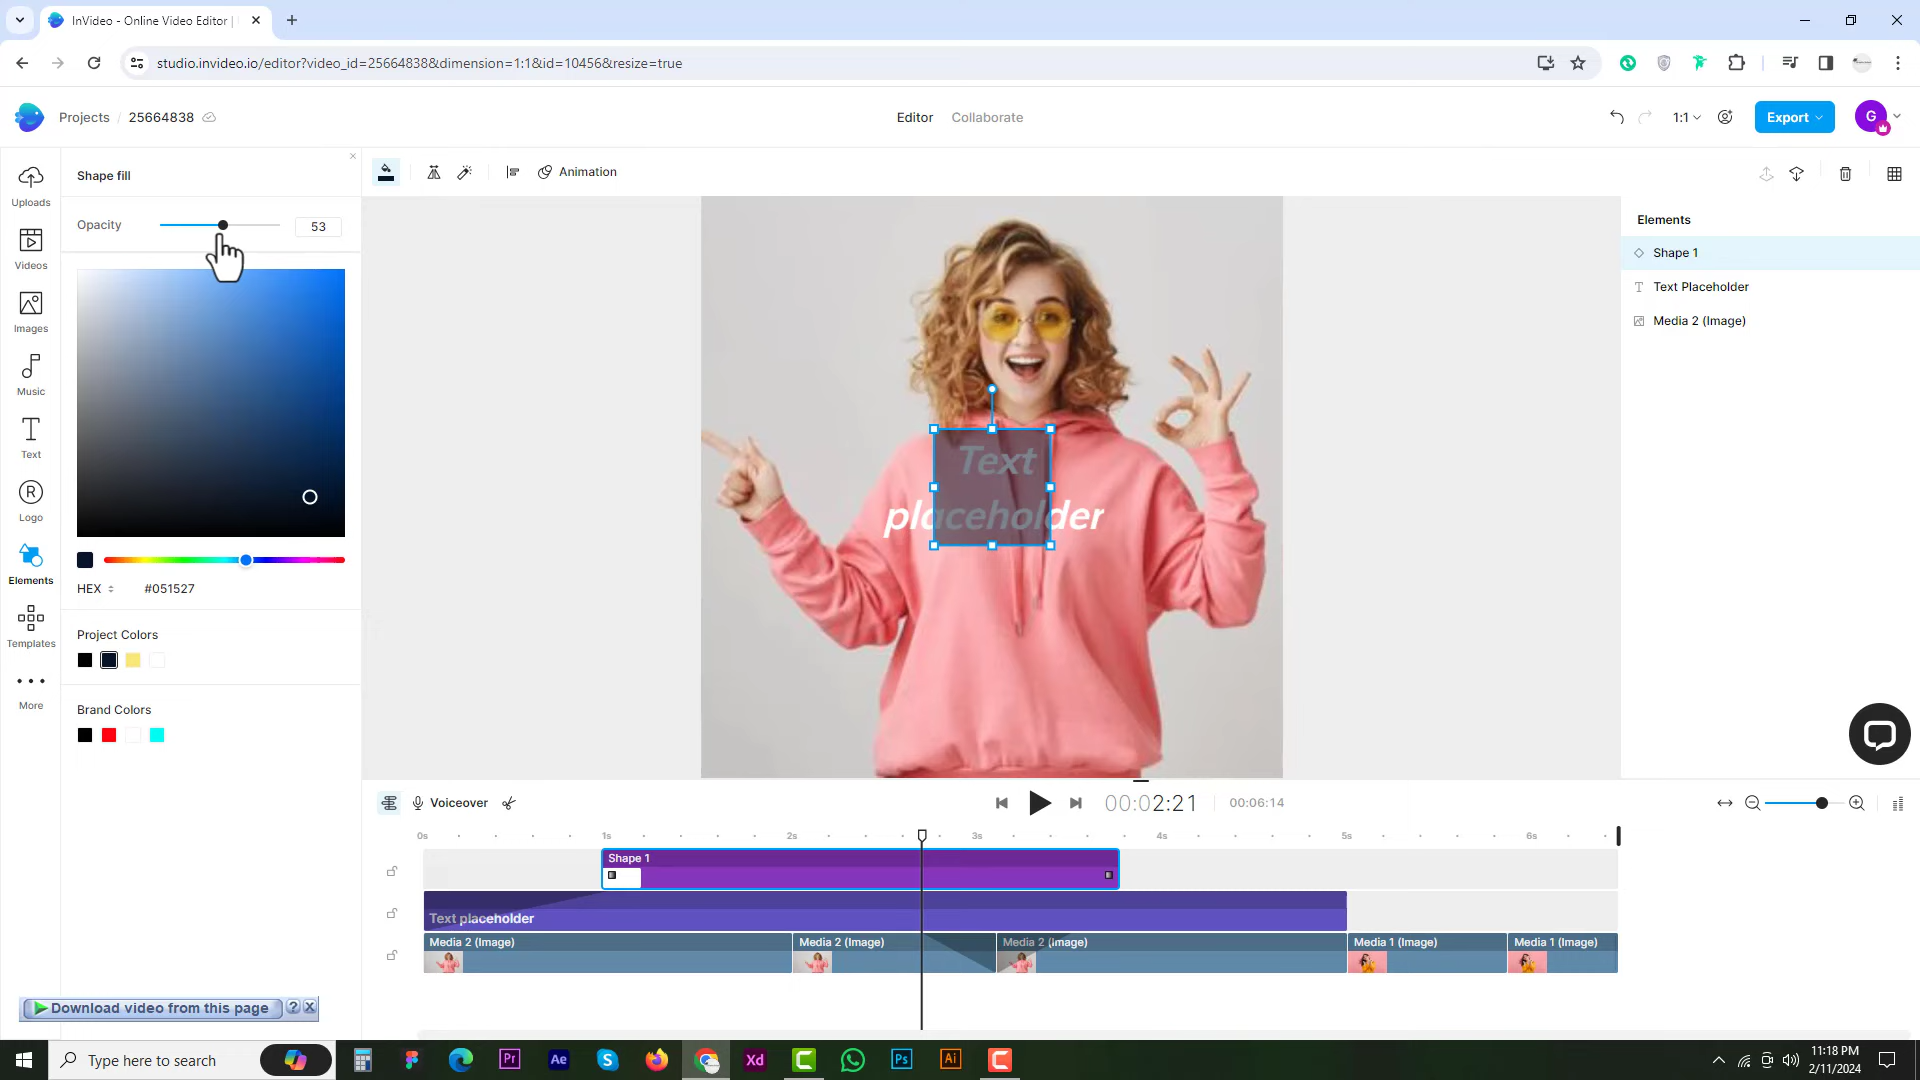 InVideo - Online Video Editor |
studio.invideo.io/editor?video_id=25664838&dimension=1:1&id=10456&resize=true
Projects / 25664838
Editor
Collaborate
1:1
Export
G
Uploads
Videos
Images
Music
Text
Logo
Elements
Templates
More
Shape fill
Opacity
53
HEX
#051527
Project Colors
Brand Colors
Animation
Text
placeholder
Elements
Shape 1
Text Placeholder
Media 2 (Image)
Voiceover
00:02:21
00:06:14
0s 1s 2s 3s 4s 5s 6s
Shape 1
Text placeholder
Media 2 (Image) Media 2 (Image) Media 2 (Image) Media 1 (Image) Media 1 (Image)
Download video from this page
Type here to search
Pr
Ae
Xd
Ps
Ai
11:18 PM
2/11/2024